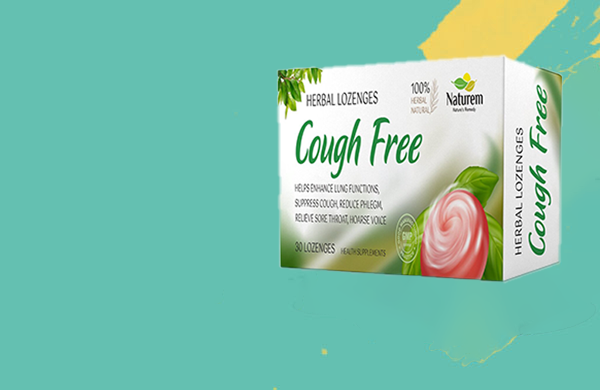 HERBAL LOZENGES
100%
HERBAL
NATURAL
Naturem
Nature's Remedy
Cough Free
HELPS ENHANCE LUNG FUNCTIONS,
SUPPRESS COUGH, REDUCE PHLEGM,
RELIEVE SORE THROAT, HOARSE VOICE
GMP
30 LOZENGES
HEALTH SUPPLEMENTS
HERBAL LOZENGES
Cough Free